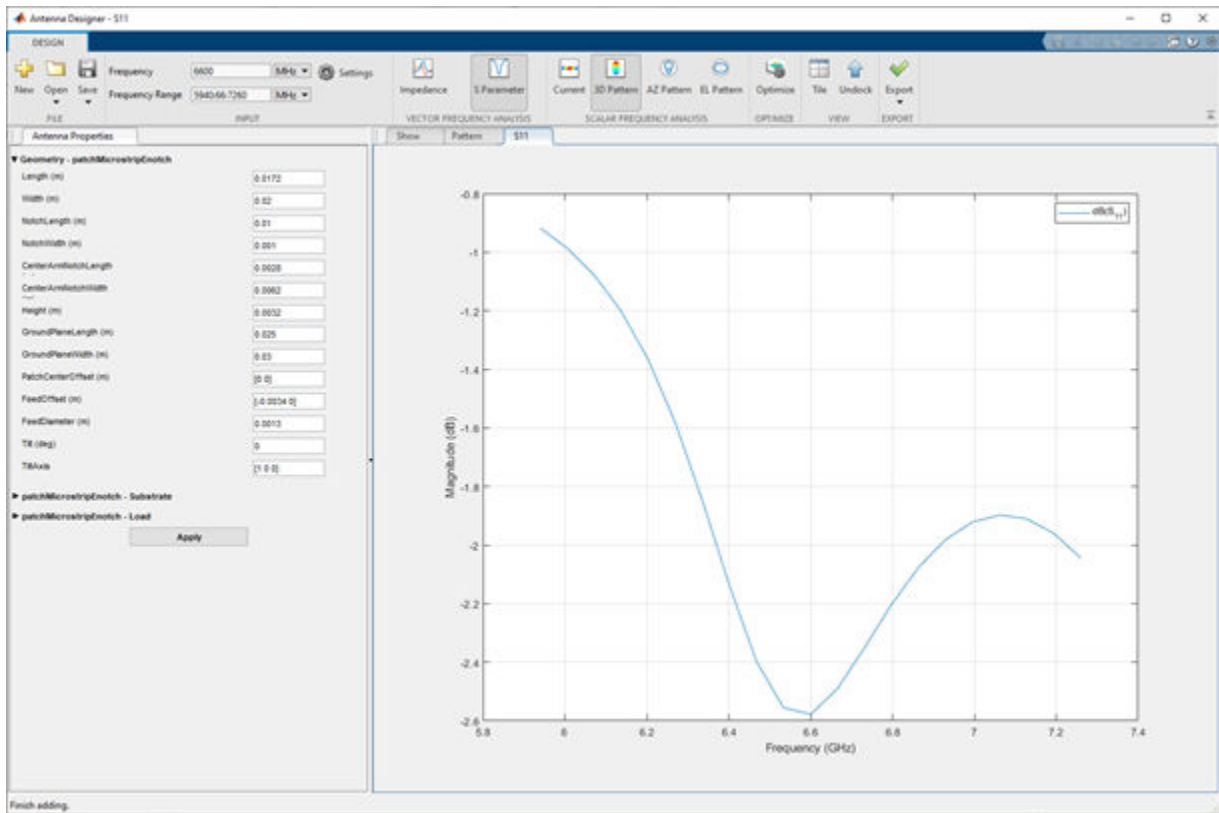 Antenna Designer - S11
DESIGN
New
Open
Save
Frequency
6600
MHz
Settings
Frequency Range
5940:66:7260
MHz
Impedance
S Parameter
Current
3D Pattern
AZ Pattern
EL Pattern
Optimize
Tile
Undock
Export
FILE
INPUT
VECTOR FREQUENCY ANALYSIS
SCALAR FREQUENCY ANALYSIS
OPTIMIZE
VIEW
EXPORT
Antenna Properties
Show
Pattern
S11
Geometry - patchMicrostripEnotch
Length (m)
0.0172
Width (m)
0.02
NotchLength (m)
0.01
NotchWidth (m)
0.001
CenterArmNotchLength
0.0028
CenterArmNotchWidth
0.0062
Height (m)
0.0032
GroundPlaneLength (m)
0.025
GroundPlaneWidth (m)
0.03
PatchCenterOffset (m)
[0 0]
FeedOffset (m)
[-0.0034 0]
FeedDiameter (m)
0.0013
Tilt (deg)
0
TiltAxis
[1 0 0]
patchMicrostripEnotch - Substrate
patchMicrostripEnotch - Load
Apply
-0.8
-1
-1.2
-1.4
-1.6
-1.8
-2
-2.2
-2.4
-2.6
Magnitude (dB)
dB(S11)
5.8
6
6.2
6.4
6.6
6.8
7
7.2
7.4
Frequency (GHz)
Finish adding.